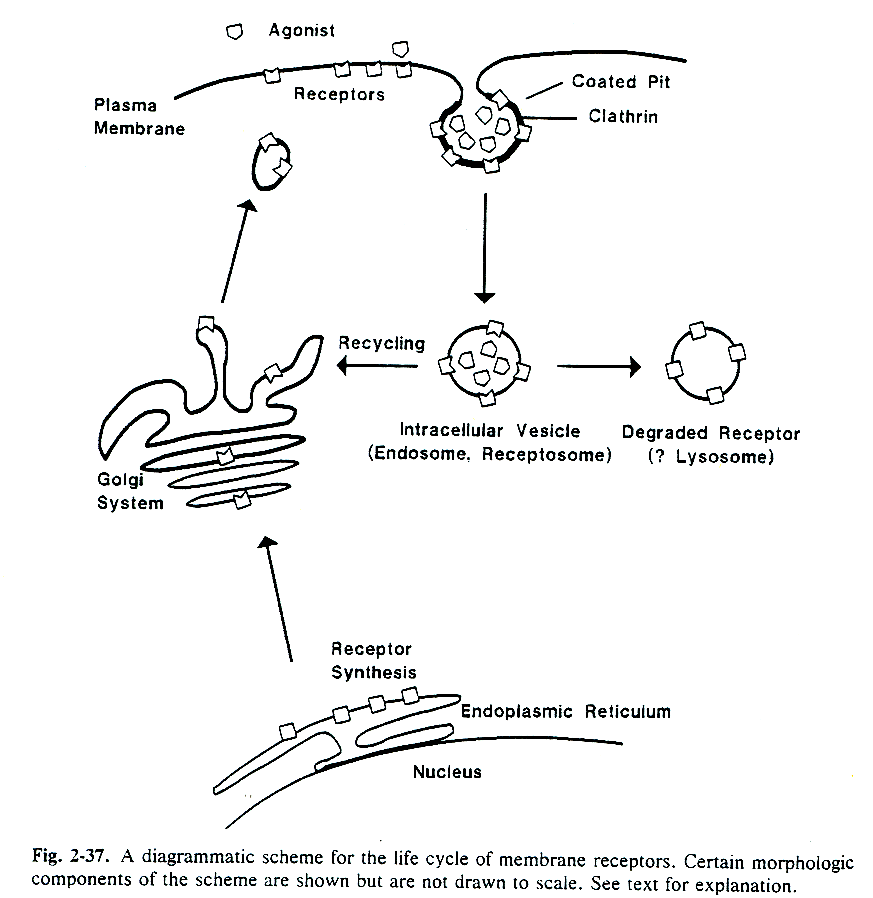 Agonist
Plasma
Membrane
Receptors
Coated Pit
Clathrin
Recycling
Intracellular Vesicle
(Endosome, Receptosome)
Degraded Receptor
(? Lysosome)
Golgi
System
Receptor
Synthesis
Endoplasmic Reticulum
Nucleus
Fig. 2-37. A diagrammatic scheme for the life cycle of membrane receptors. Certain morphologic
components of the scheme are shown but are not drawn to scale. See text for explanation.